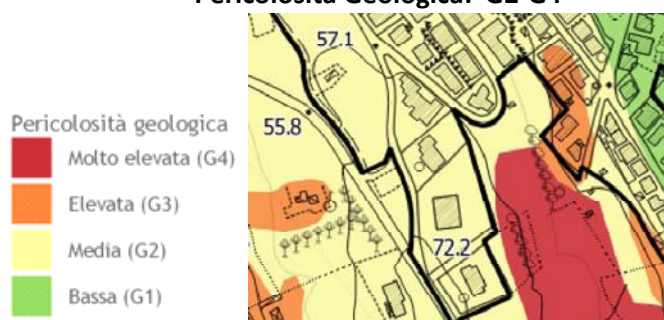 Pericolosità geologica
Molto elevata (G4)
Elevata (G3)
Media (G2)
Bassa (G1)
57.1
55.8
72.2